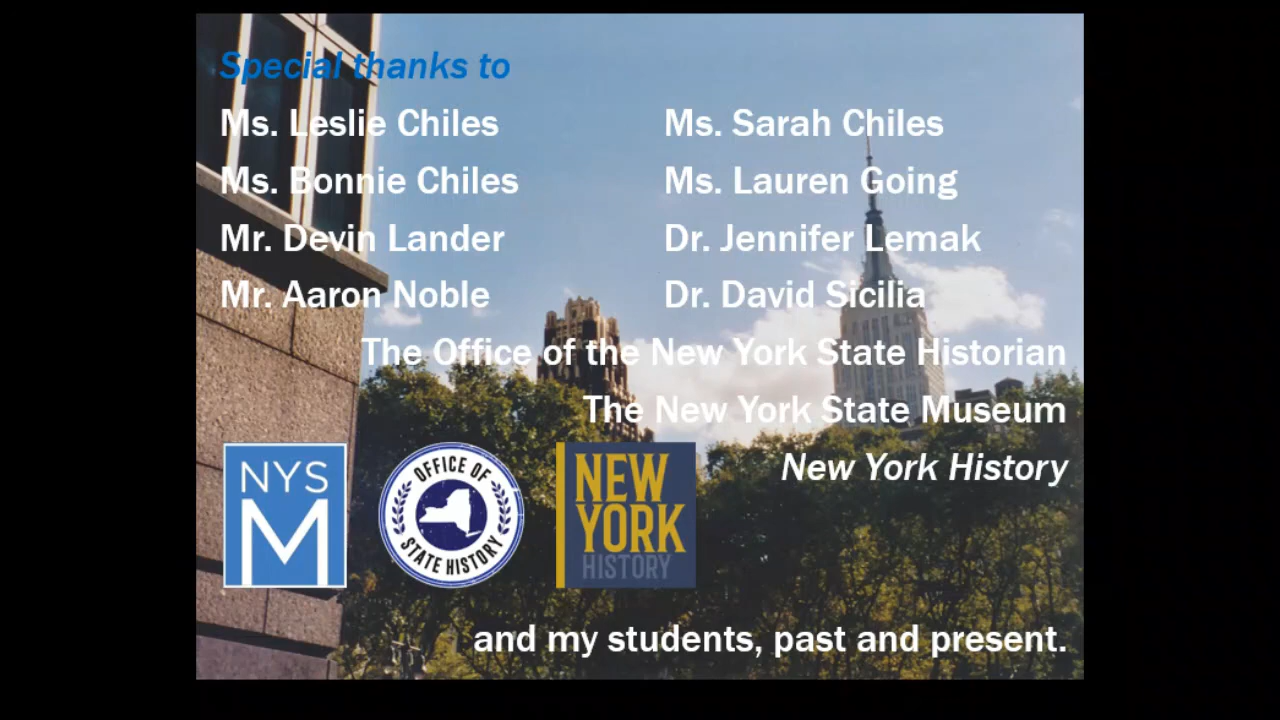 Special thanks to
Ms. Leslie Chiles
Ms. Sarah Chiles
Ms. Bonnie Chiles
Ms. Lauren Going
Mr. Devin Lander
Dr. Jennifer Lemak
Mr. Aaron Noble
Dr. David Sicilia
The Office of the New York State Historian
The New York State Museum
New York History
NYS
M
OFFICE OF
STATE HISTORY
NEW
YORK
HISTORY
and my students, past and present.